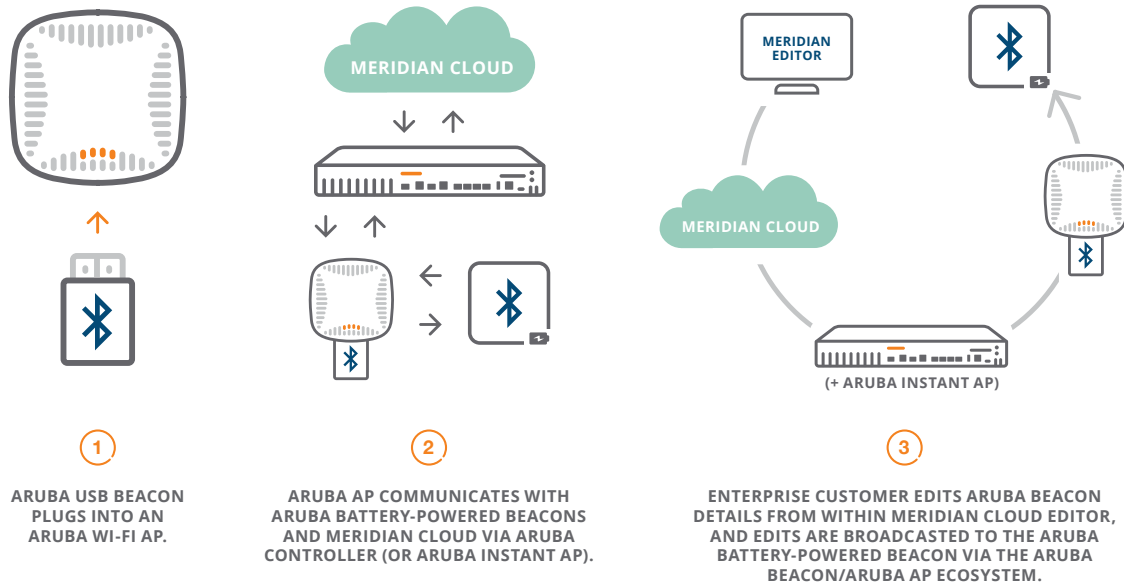 MERIDIAN CLOUD
MERIDIAN
EDITOR
MERIDIAN CLOUD
(+ ARUBA INSTANT AP)
1
ARUBA USB BEACON
PLUGS INTO AN
ARUBA WI-FI AP.
2
ARUBA AP COMMUNICATES WITH
ARUBA BATTERY-POWERED BEACONS
AND MERIDIAN CLOUD VIA ARUBA
CONTROLLER (OR ARUBA INSTANT AP).
3
ENTERPRISE CUSTOMER EDITS ARUBA BEACON
DETAILS FROM WITHIN MERIDIAN CLOUD EDITOR,
AND EDITS ARE BROADCASTED TO THE ARUBA
BATTERY-POWERED BEACON VIA THE ARUBA
BEACON/ARUBA AP ECOSYSTEM.